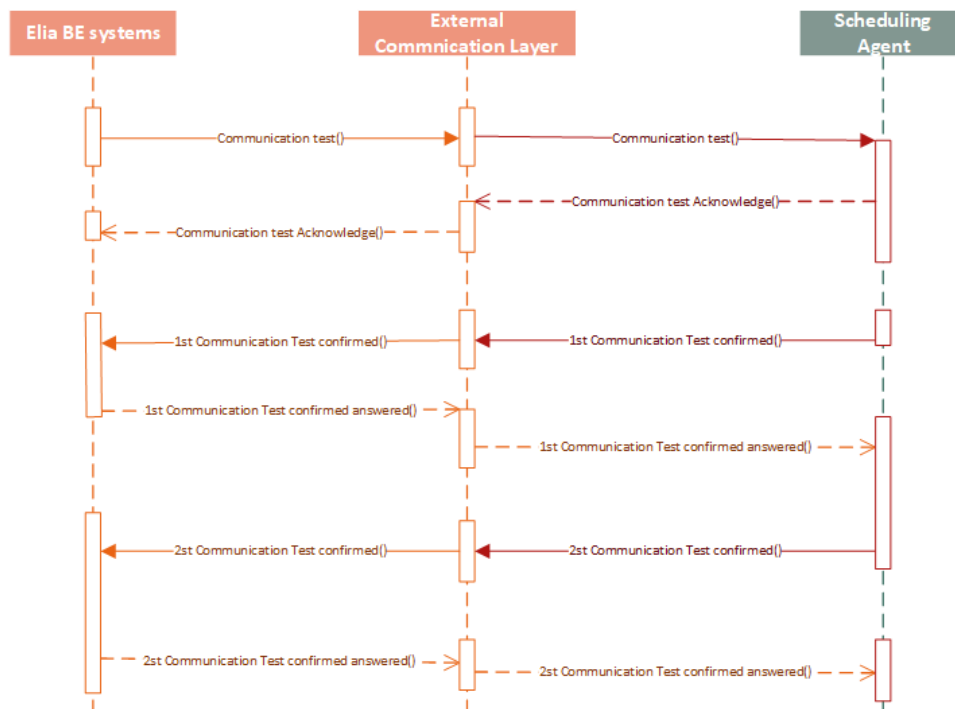 Elia BE systems
External
Commnication Layer
Scheduling
Agent
Communication test()
Communication test()
Communication test Acknowledge()
Communication test Acknowledge()
1st Communication Test confirmed()
1st Communication Test confirmed()
1st Communication Test confirmed answered()
1st Communication Test confirmed answered()
2st Communication Test confirmed()
2st Communication Test confirmed()
2st Communication Test confirmed answered()
2st Communication Test confirmed answered()